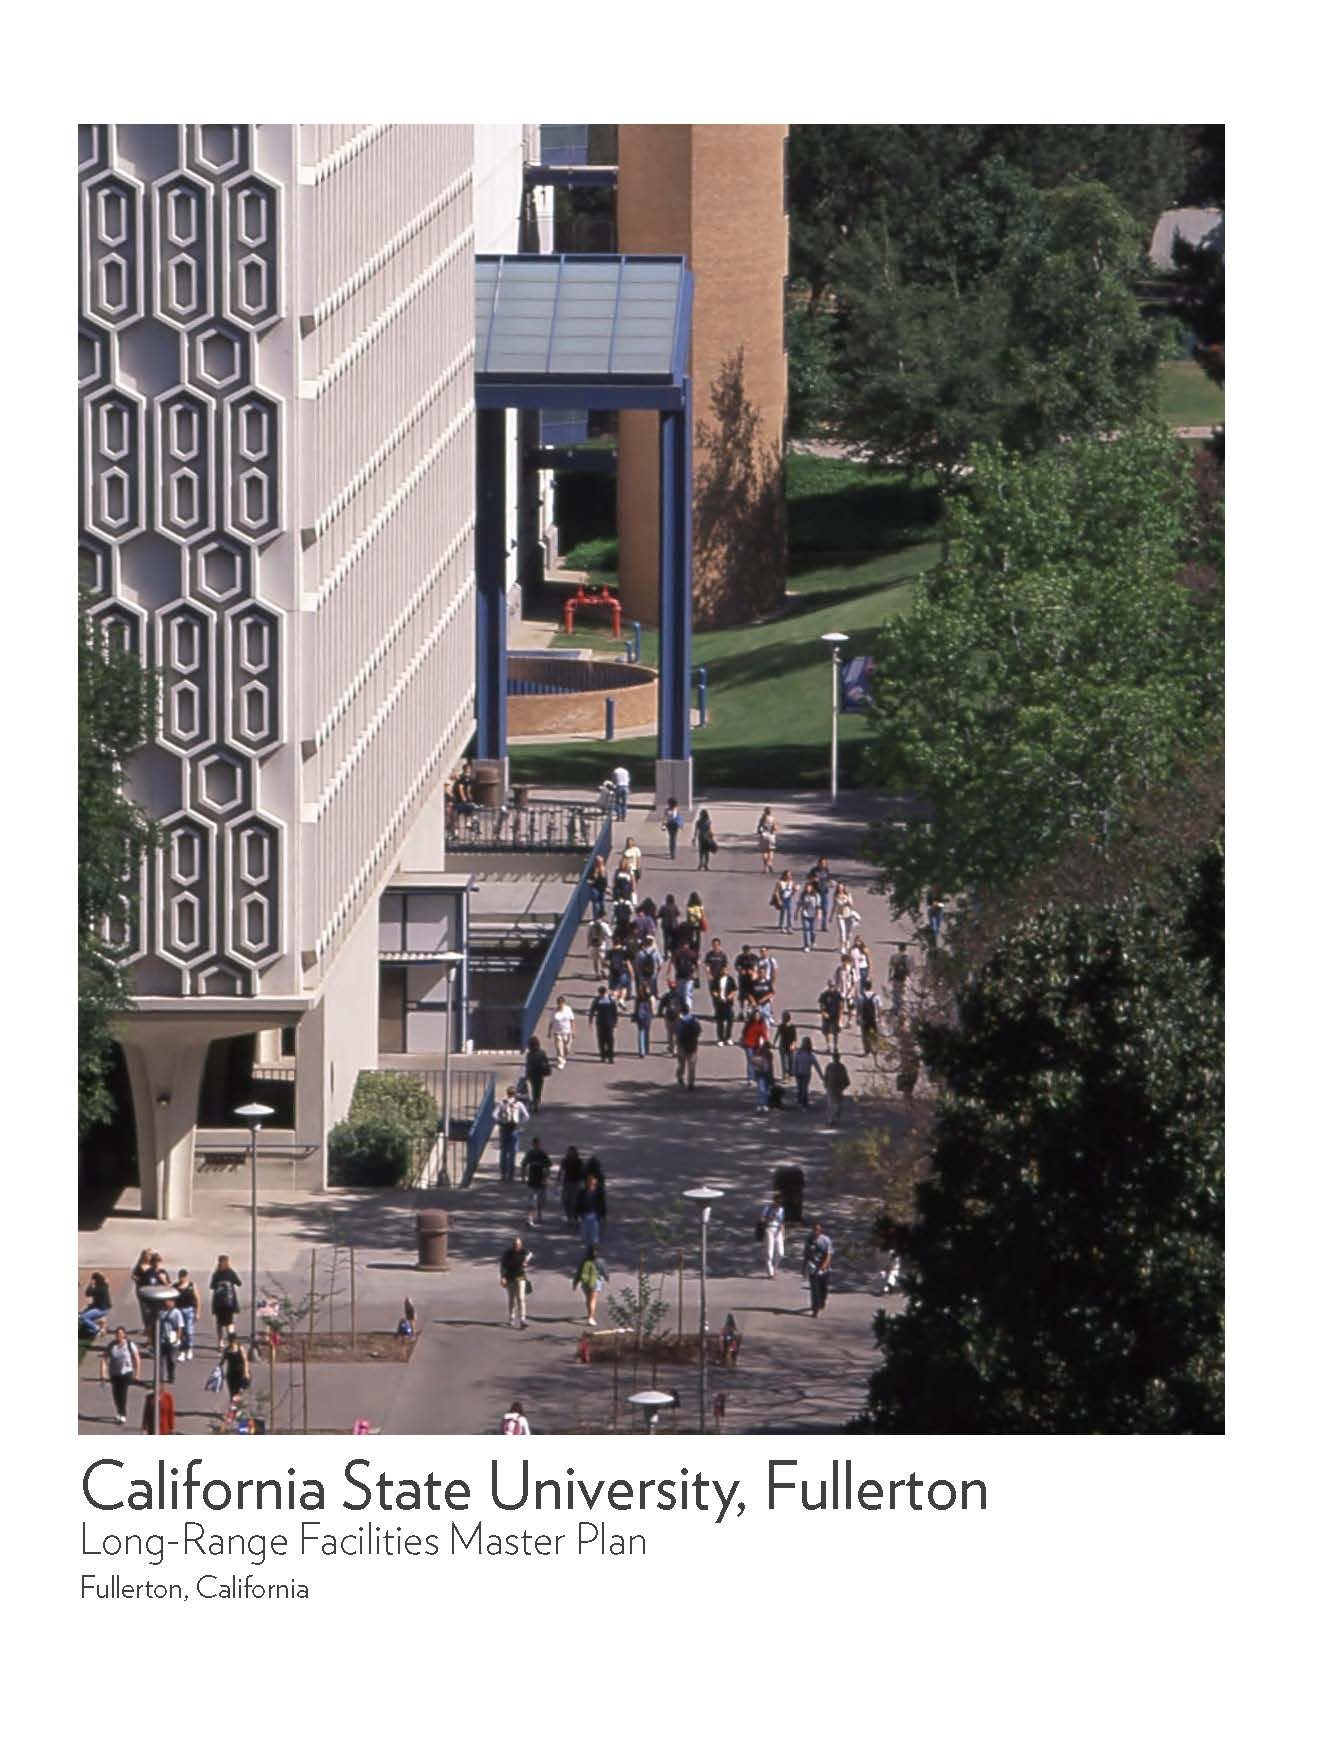 California State University, Fullerton
Long-Range Facilities Master Plan
Fullerton, California